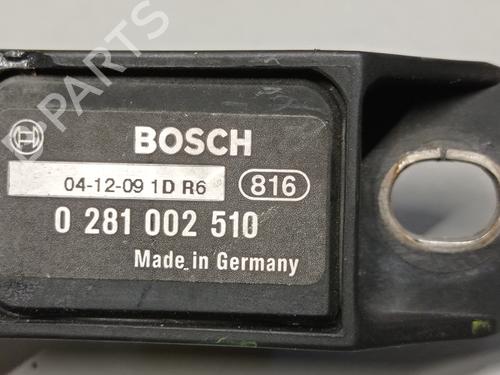 B PARTS
BOSCH
04-12-09 1D R6
816
0 281 002 510
Made in Germany